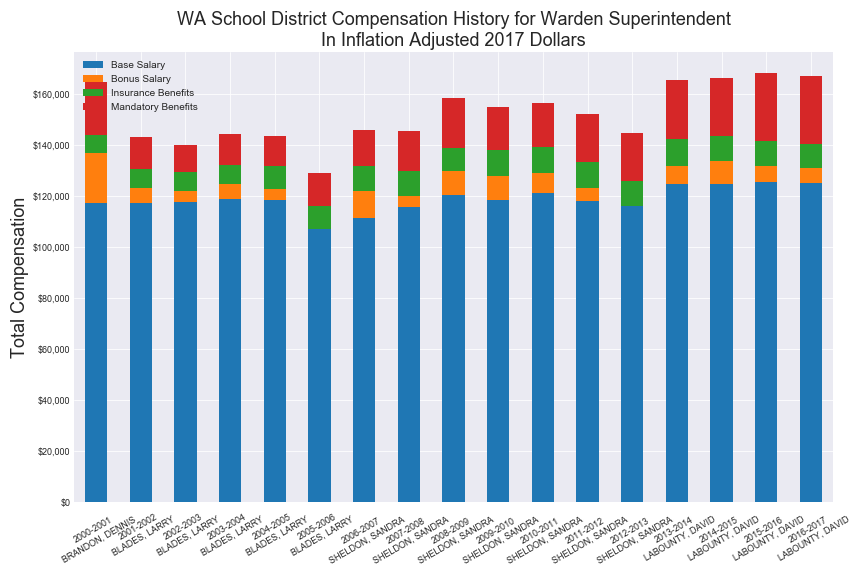 WA School District Compensation History for Warden Superintendent
In Inflation Adjusted 2017 Dollars
Base Salary
Bonus Salary
Insurance Benefits
Mandatory Benefits
Total Compensation
$160,000
$140,000
$120,000
$100,000
$80,000
$60,000
$40,000
$20,000
$0
2000-2001
BRANDON, DENNIS
2001-2002
BLADES, LARRY
2002-2003
BLADES, LARRY
2003-2004
BLADES, LARRY
2004-2005
BLADES, LARRY
2005-2006
BLADES, LARRY
2006-2007
SHELDON, SANDRA
2007-2008
SHELDON, SANDRA
2008-2009
SHELDON, SANDRA
2009-2010
SHELDON, SANDRA
2010-2011
SHELDON, SANDRA
2011-2012
SHELDON, SANDRA
2012-2013
SHELDON, SANDRA
2013-2014
LABOUNTY, DAVID
2014-2015
LABOUNTY, DAVID
2015-2016
LABOUNTY, DAVID
2016-2017
LABOUNTY, DAVID